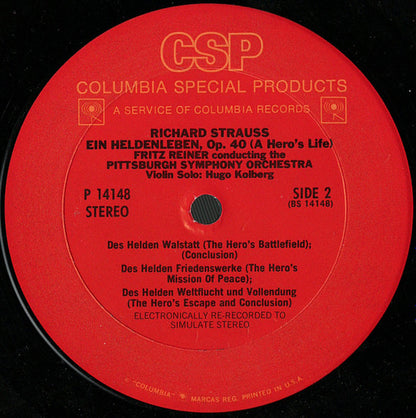 CSP
COLUMBIA SPECIAL PRODUCTS
A SERVICE OF COLUMBIA RECORDS
RICHARD STRAUSS
EIN HELDENLEBEN, Op. 40 (A Hero's Life)
FRITZ REINER conducting the
PITTSBURGH SYMPHONY ORCHESTRA
Violin Solo: Hugo Kolberg
P 14148
STEREO
SIDE 2
(BS 14148)
Des Helden Walstatt (The Hero's Battlefield);
(Conclusion)
Des Helden Friedenswerke (The Hero's
Mission Of Peace);
Des Helden Weltflucht und Vollendung
(The Hero's Escape and Conclusion)
ELECTRONICALLY RE-RECORDED TO
SIMULATE STEREO
© "COLUMBIA" MARCAS REG. PRINTED IN U.S.A.